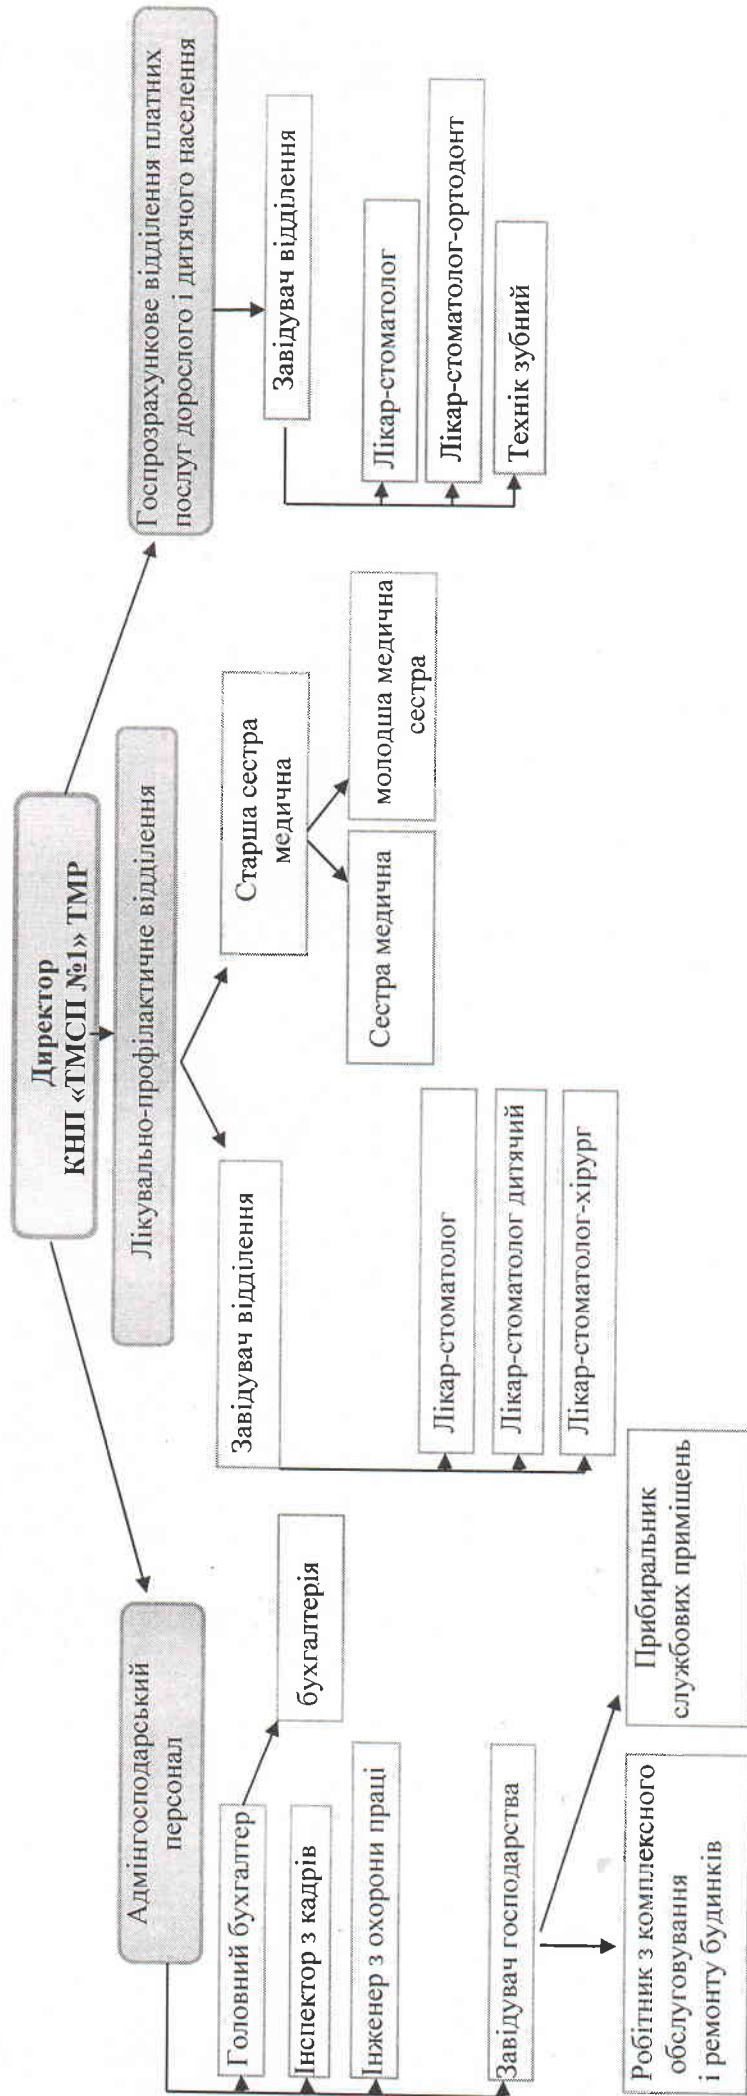 Директор
КНП «ТМСП №1» ТМР
Адмінгосподарський
персонал
Головний бухгалтер
бухгалтерія
Інспектор з кадрів
Інженер з охорони праці
Завідувач господарства
Робітник з комплексного
обслуговування
і ремонту будинків
Прибиральник
службових приміщень
Лікувально-профілактичне відділення
Завідувач відділення
Лікар-стоматолог
Лікар-стоматолог дитячий
Лікар-стоматолог-хірург
Старша сестра
медична
Сестра медична
молодша медична
сестра
Госпрозрахункове відділення платних
послуг дорослого і дитячого населення
Завідувач відділення
Лікар-стоматолог
Лікар-стоматолог-ортодонт
Технік зубний